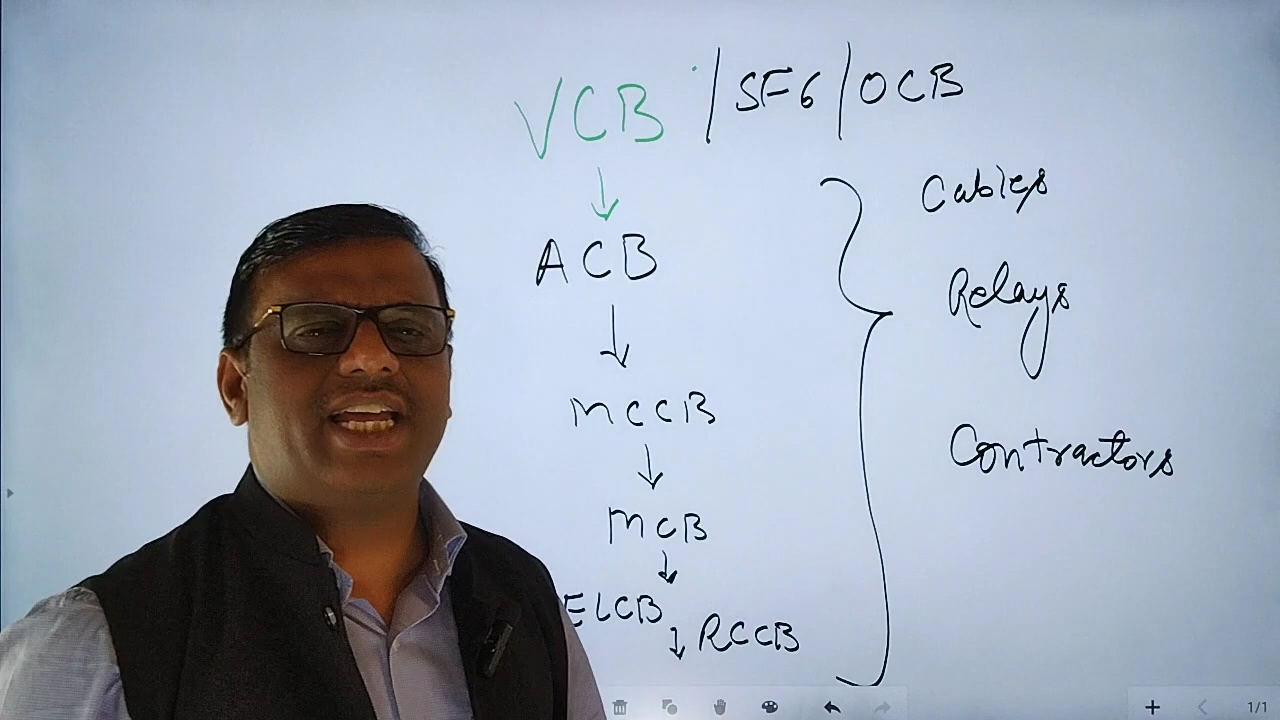 VCB / SF6 / OCB
ACB
MCCB
MCB
ELCB
RCCB
Cables
Relays
Contractors
1/1